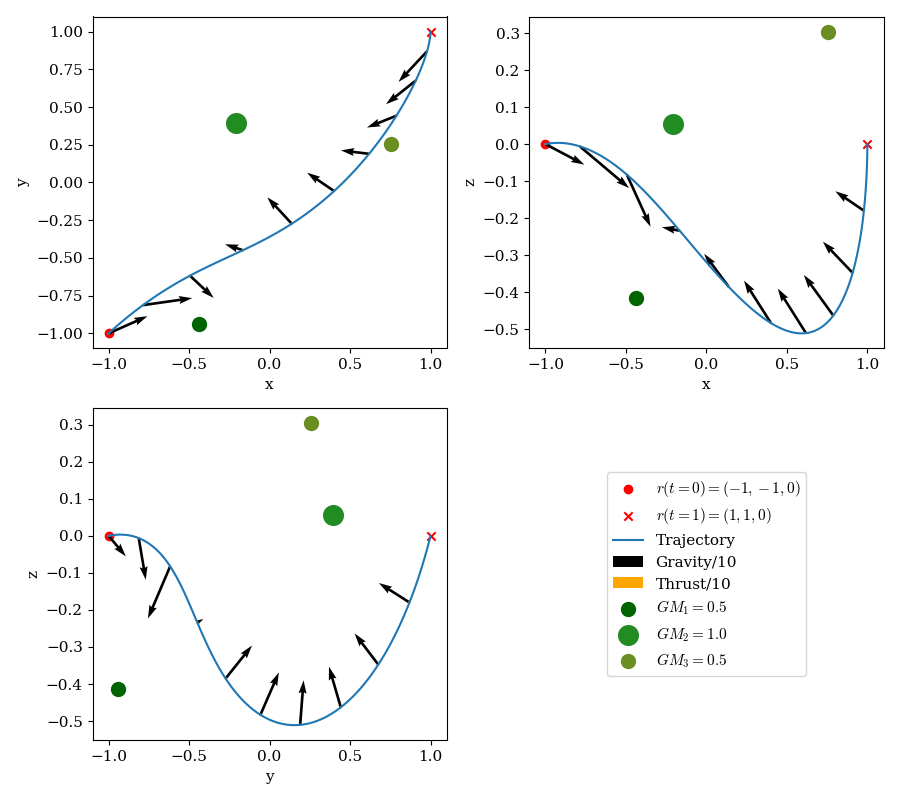 1.00
0.75
0.50
0.25
0.00
−0.25
−0.50
−0.75
−1.00
y
−1.0 −0.5 0.0 0.5 1.0
x
0.3
0.2
0.1
0.0
−0.1
−0.2
−0.3
−0.4
−0.5
z
−1.0 −0.5 0.0 0.5 1.0
x
0.3
0.2
0.1
0.0
−0.1
−0.2
−0.3
−0.4
−0.5
z
−1.0 −0.5 0.0 0.5 1.0
y
r(t = 0) = (−1, −1, 0)
r(t = 1) = (1, 1, 0)
Trajectory
Gravity/10
Thrust/10
GM₁ = 0.5
GM₂ = 1.0
GM₃ = 0.5